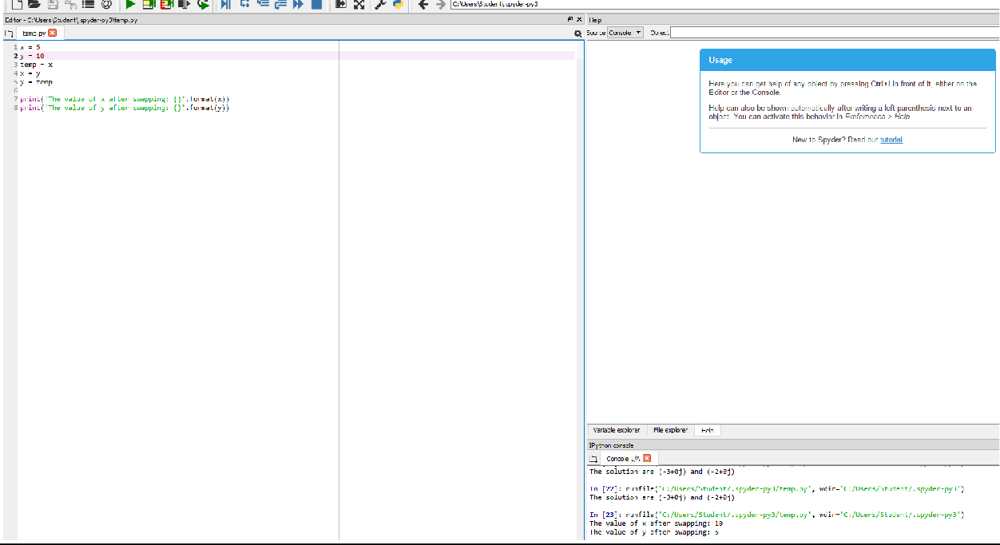 C:\Users\Student\.spyder-py3
Editor - C:\Users\Student\.spyder-py3\temp.py
temp.py
1 x = 5
2 y = 10
3 temp = x
4 x = y
5 y = temp
6
7 print('The value of x after swapping: {}'.format(x))
8 print('The value of y after swapping: {}'.format(y))
Help
Source Console Object
Usage
Here you can get help of any object by pressing Ctrl+I in front of it, either on the
Editor or the Console.
Help can also be shown automatically after writing a left parenthesis next to an
object. You can activate this behavior in Preferences > Help.
New to Spyder? Read our tutorial
Variable explorer File explorer Help
IPython console
Console 1/A
The solution are (-3+0j) and (-2+0j)
In [22]: runfile('C:/Users/Student/.spyder-py3/temp.py', wdir='C:/Users/Student/.spyder-py3')
The solution are (-3+0j) and (-2+0j)
In [23]: runfile('C:/Users/Student/.spyder-py3/temp.py', wdir='C:/Users/Student/.spyder-py3')
The value of x after swapping: 10
The value of y after swapping: 5